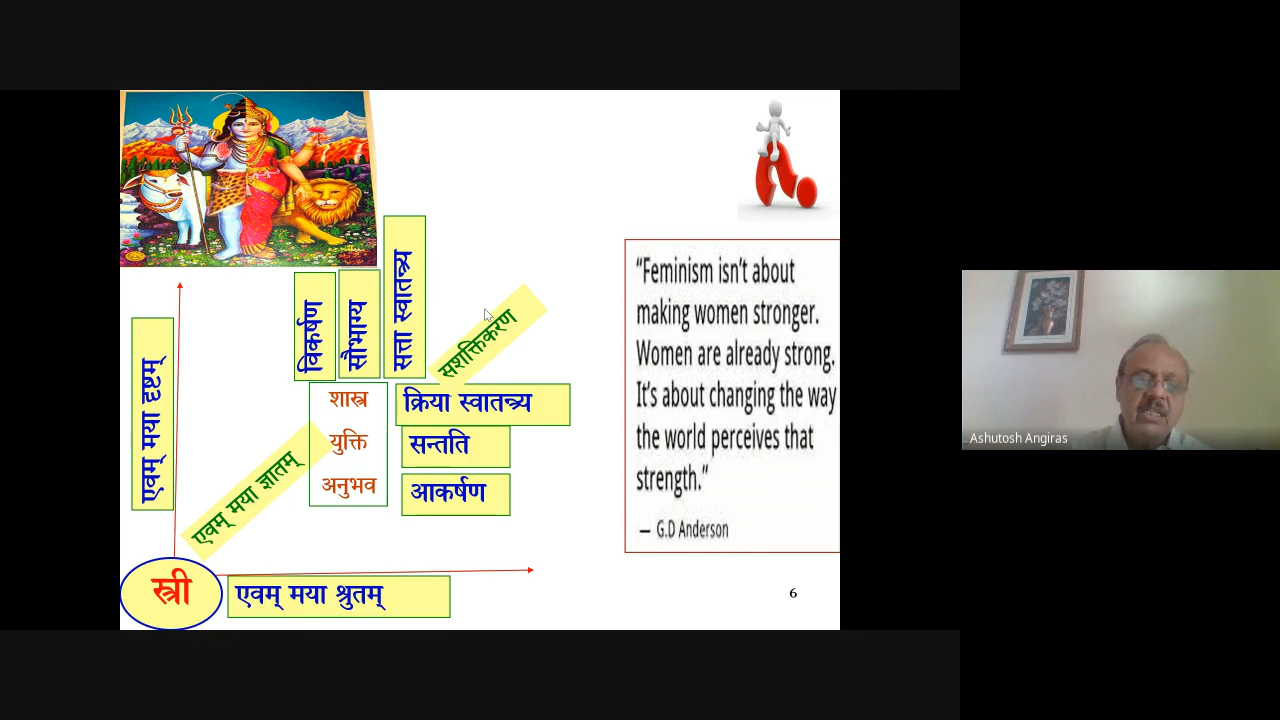 विकर्षण
सौभाग्य
सत्ता स्वातन्त्र्य
सशक्तिकरण
एवम् मया दृष्टम्
शास्त्र
युक्ति
अनुभव
क्रिया स्वातन्त्र्य
सन्तति
आकर्षण
एवम् मया ज्ञातम्
स्त्री
एवम् मया श्रुतम्
“Feminism isn’t about
making women stronger.
Women are already strong.
It’s about changing the way
the world perceives that
strength.”
— G.D Anderson
6
Ashutosh Angiras